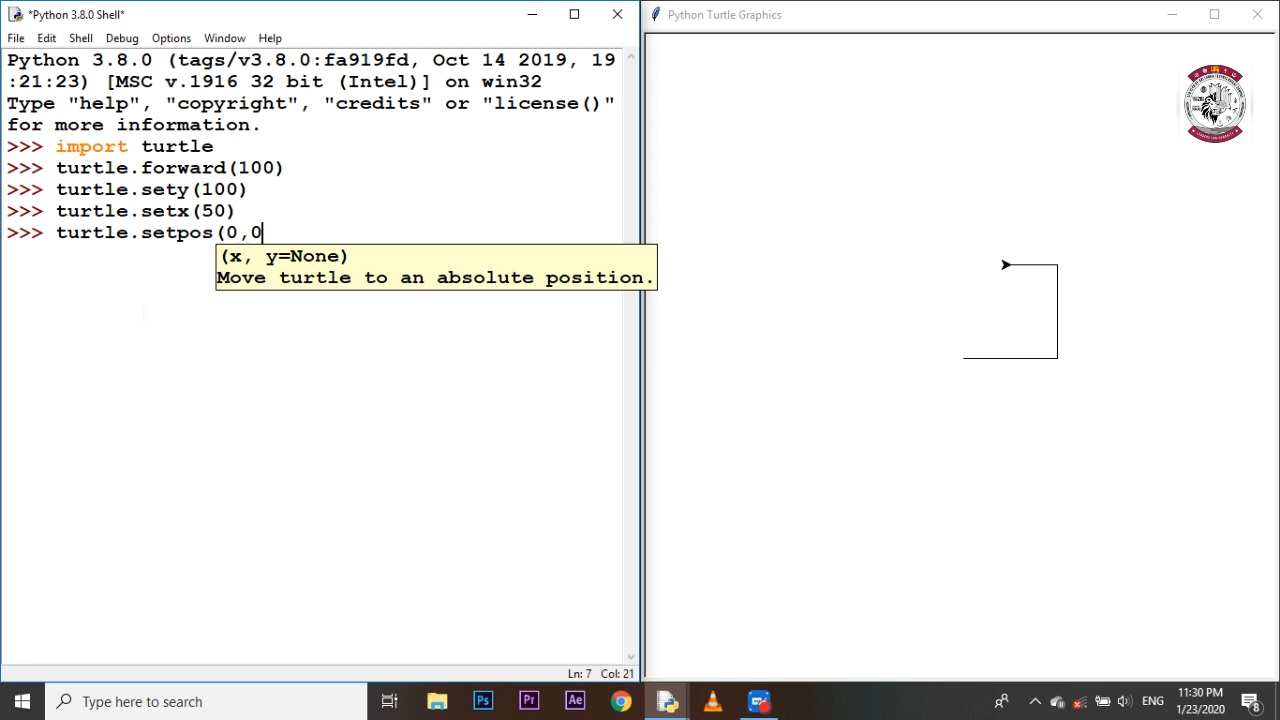 *Python 3.8.0 Shell*
File Edit Shell Debug Options Window Help
Python 3.8.0 (tags/v3.8.0:fa919fd, Oct 14 2019, 19
:21:23) [MSC v.1916 32 bit (Intel)] on win32
Type "help", "copyright", "credits" or "license()"
for more information.
>>> import turtle
>>> turtle.forward(100)
>>> turtle.sety(100)
>>> turtle.setx(50)
>>> turtle.setpos(0,0
(x, y=None)
Move turtle to an absolute position.
Ln: 7 Col: 21
Python Turtle Graphics
Type here to search
Ps
Pr
Ae
ENG
11:30 PM
1/23/2020
8